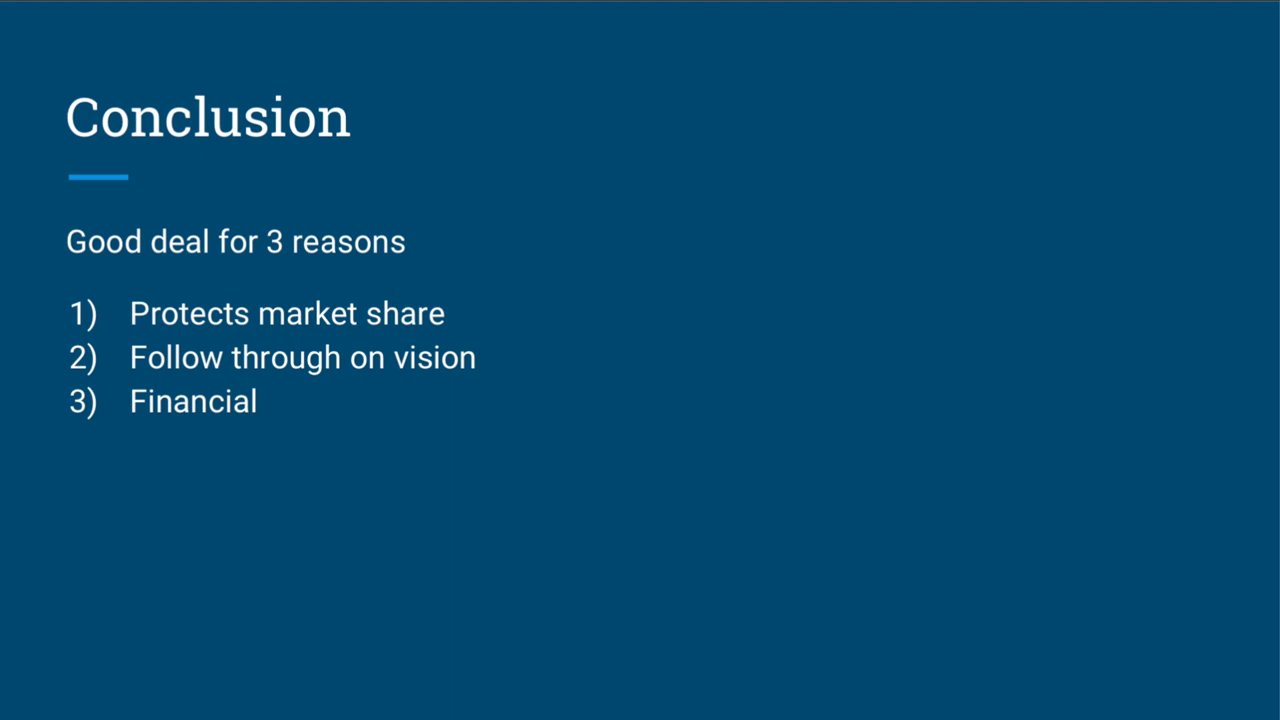 Conclusion
Good deal for 3 reasons
1) Protects market share
2) Follow through on vision
3) Financial